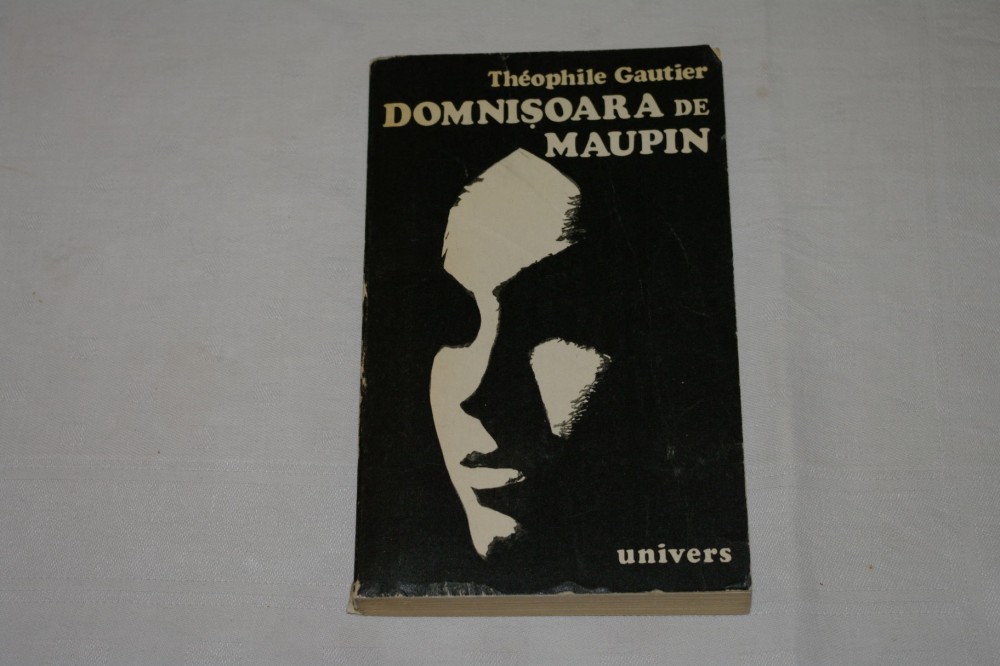 Théophile Gautier
DOMNIȘOARA DE
MAUPIN
univers